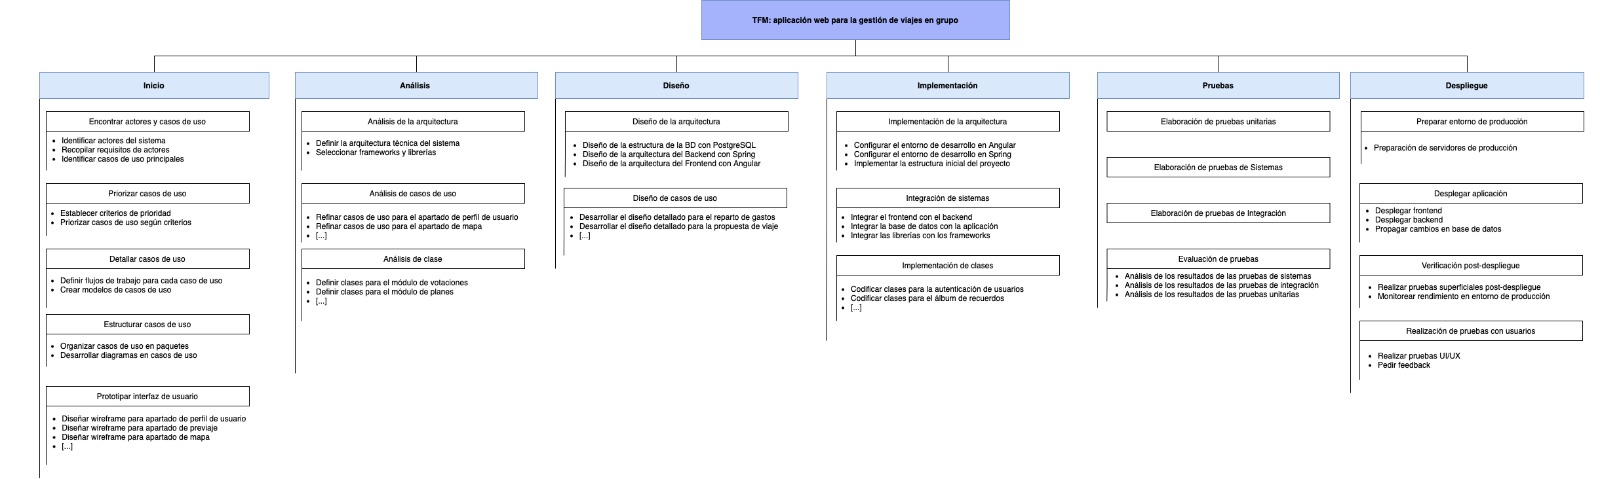 TFM: aplicación web para la gestión de viajes en grupo
Inicio
Encontrar actores y casos de uso
Identificar actores del sistema
Recopilar requisitos de actores
Identificar casos de uso principales
Priorizar casos de uso
Establecer criterios de prioridad
Priorizar casos de uso según criterios
Detallar casos de uso
Definir flujos de trabajo para cada caso de uso
Crear modelos de casos de uso
Estructurar casos de uso
Organizar casos de uso en paquetes
Desarrollar diagramas en casos de uso
Prototipar interfaz de usuario
Diseñar wireframe para apartado de perfil de usuario
Diseñar wireframe para apartado de previaje
Diseñar wireframe para apartado de mapa
[...]
Análisis
Análisis de la arquitectura
Definir la arquitectura técnica del sistema
Seleccionar frameworks y librerías
Análisis de casos de uso
Refinar casos de uso para el apartado de perfil de usuario
Refinar casos de uso para el apartado de mapa
[...]
Análisis de clase
Definir clases para el módulo de votaciones
Definir clases para el módulo de planes
[...]
Diseño
Diseño de la arquitectura
Diseño de la estructura de la BD con PostgreSQL
Diseño de la arquitectura del Backend con Spring
Diseño de la arquitectura del Frontend con Angular
Diseño de casos de uso
Desarrollar el diseño detallado para el reparto de gastos
Desarrollar el diseño detallado para la propuesta de viaje
[...]
Implementación
Implementación de la arquitectura
Configurar el entorno de desarrollo en Angular
Configurar el entorno de desarrollo en Spring
Implementar la estructura inicial del proyecto
Integración de sistemas
Integrar el frontend con el backend
Integrar la base de datos con la aplicación
Integrar las librerías con los frameworks
Implementación de clases
Codificar clases para la autenticación de usuarios
Codificar clases para el álbum de recuerdos
[...]
Pruebas
Elaboración de pruebas unitarias
Elaboración de pruebas de Sistemas
Elaboración de pruebas de Integración
Evaluación de pruebas
Análisis de los resultados de las pruebas de sistemas
Análisis de los resultados de las pruebas de integración
Análisis de los resultados de las pruebas unitarias
Despliegue
Preparar entorno de producción
Preparación de servidores de producción
Desplegar aplicación
Desplegar frontend
Desplegar backend
Propagar cambios en base de datos
Verificación post-despliegue
Realizar pruebas superficiales post-despliegue
Monitorear rendimiento en entorno de producción
Realización de pruebas con usuarios
Realizar pruebas UI/UX
Pedir feedback